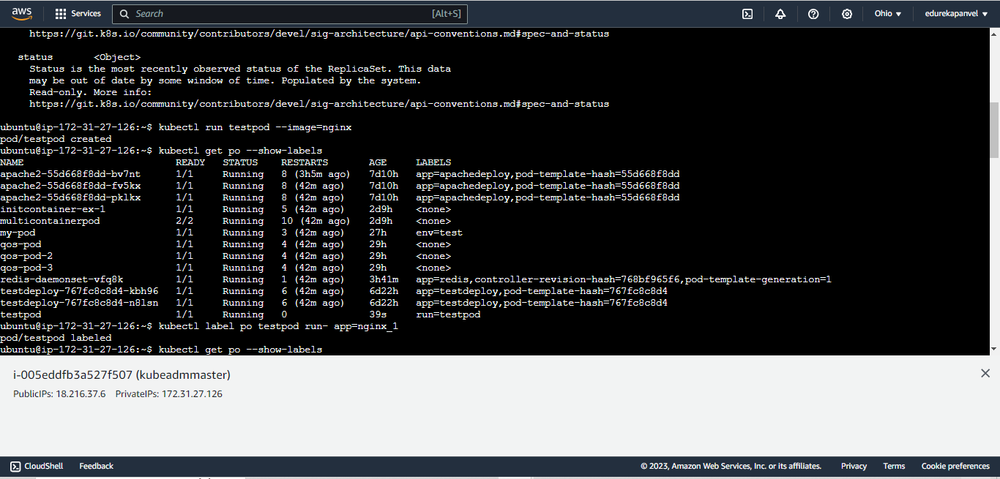 aws Services Search [Alt+S] Ohio edurekapanvel
https://git.k8s.io/community/contributors/devel/sig-architecture/api-conventions.md#spec-and-status
status <Object>
Status is the most recently observed status of the ReplicaSet. This data
may be out of date by some window of time. Populated by the system.
Read-only. More info:
https://git.k8s.io/community/contributors/devel/sig-architecture/api-conventions.md#spec-and-status
ubuntu@ip-172-31-27-126:~$ kubectl run testpod --image=nginx
pod/testpod created
ubuntu@ip-172-31-27-126:~$ kubectl get po --show-labels
NAME READY STATUS RESTARTS AGE LABELS
apache2-55d668f8dd-bv7nt 1/1 Running 8 (3h5m ago) 7d10h app=apachedeploy,pod-template-hash=55d668f8dd
apache2-55d668f8dd-fv5kx 1/1 Running 8 (42m ago) 7d10h app=apachedeploy,pod-template-hash=55d668f8dd
apache2-55d668f8dd-pklkx 1/1 Running 8 (42m ago) 7d10h app=apachedeploy,pod-template-hash=55d668f8dd
initcontainer-ex-1 1/1 Running 5 (42m ago) 2d9h <none>
multicontainerpod 2/2 Running 10 (42m ago) 2d9h <none>
my-pod 1/1 Running 3 (42m ago) 27h env=test
qos-pod 1/1 Running 4 (42m ago) 29h <none>
qos-pod-2 1/1 Running 4 (42m ago) 29h <none>
qos-pod-3 1/1 Running 4 (42m ago) 29h <none>
redis-daemonset-vfq8k 1/1 Running 1 (42m ago) 3h41m app=redis,controller-revision-hash=768bf965f6,pod-template-generation=1
testdeploy-767fc8c8d4-kbh96 1/1 Running 6 (42m ago) 6d22h app=testdeploy,pod-template-hash=767fc8c8d4
testdeploy-767fc8c8d4-n8lsn 1/1 Running 6 (42m ago) 6d22h app=testdeploy,pod-template-hash=767fc8c8d4
testpod 1/1 Running 0 39s run=testpod
ubuntu@ip-172-31-27-126:~$ kubectl label po testpod run- app=nginx_1
pod/testpod labeled
ubuntu@ip-172-31-27-126:~$ kubectl get po --show-labels
i-005eddfb3a527f507 (kubeadmmaster)
PublicIPs: 18.216.37.6 PrivateIPs: 172.31.27.126
CloudShell Feedback © 2023, Amazon Web Services, Inc. or its affiliates. Privacy Terms Cookie preferences